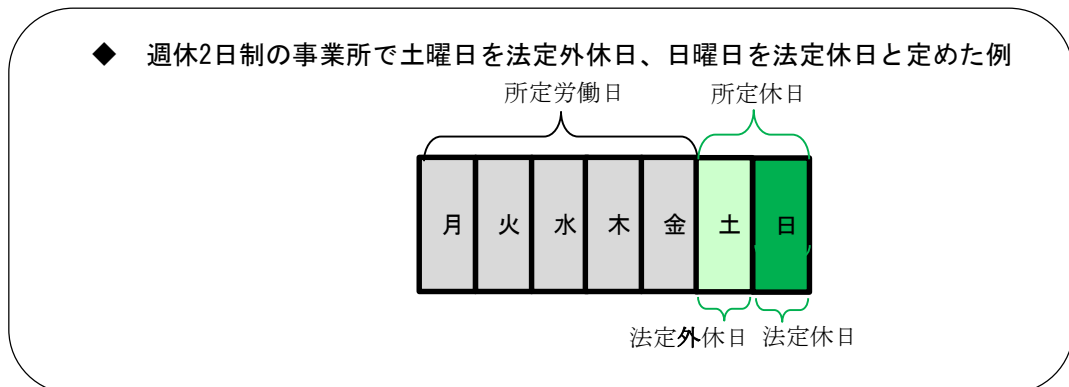 ◆ 週休2日制の事業所で土曜日を法定外休日、日曜日を法定休日と定めた例
所定労働日 所定休日
月 火 水 木 金 土 日
法定外休日 法定休日